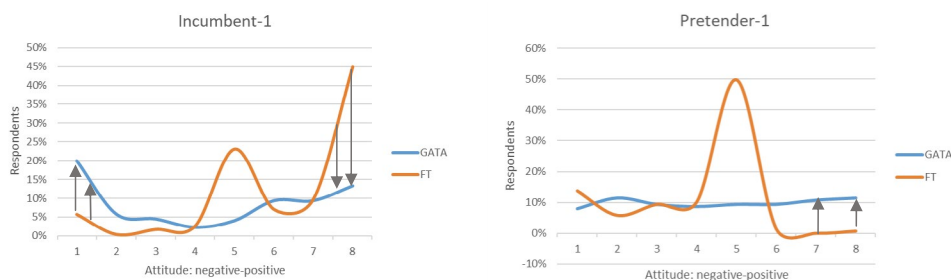 Incumbent-1
50%
45%
40%
35%
30%
25%
20%
15%
10%
5%
0%
Respondents
1 2 3 4 5 6 7 8
Attitude: negative-positive
GATA
FT
Pretender-1
60%
50%
40%
30%
20%
10%
0%
-10%
Respondents
1 2 3 4 5 6 7 8
Attitude: negative-positive
GATA
FT